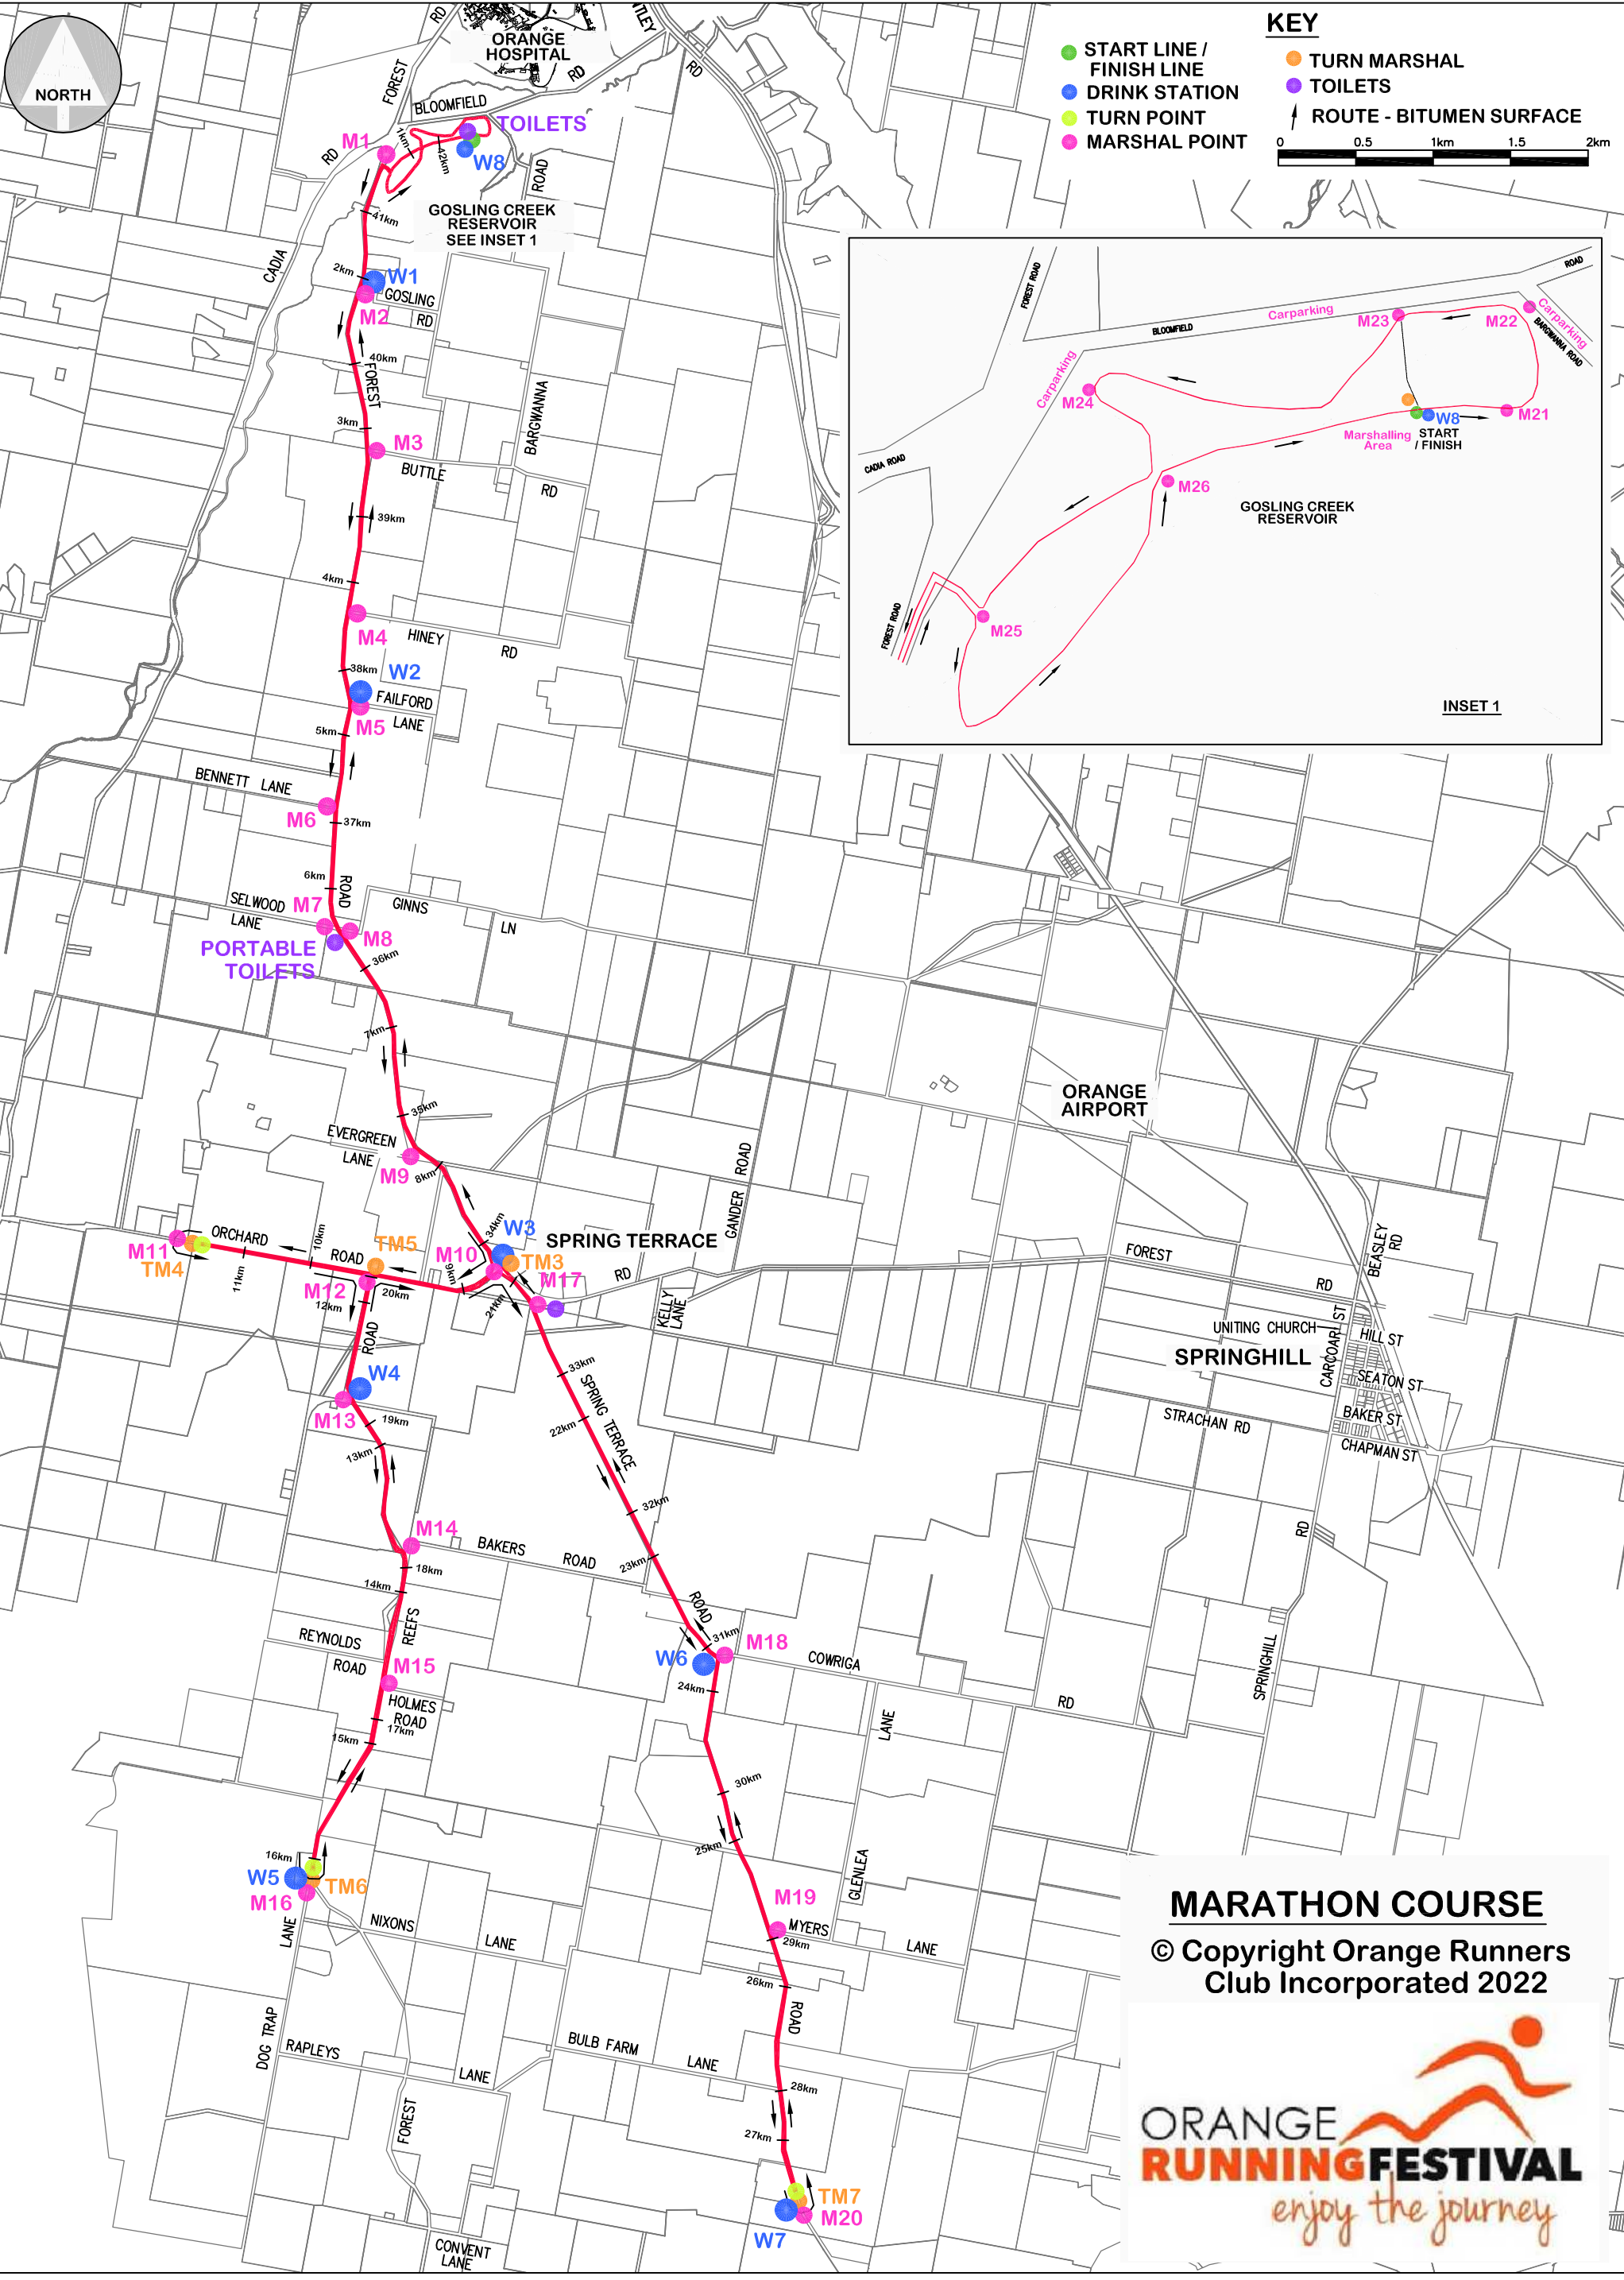 NORTH
ORANGE
HOSPITAL
RD
NTLEY
RD
RD
FOREST
BLOOMFIELD
TOILETS
M1
RD
1km
42km
W8
ROAD
41km
GOSLING CREEK
RESERVOIR
SEE INSET 1
CADIA
2km
W1
GOSLING
RD
M2
40km
FOREST
BARGWANNA
3km
M3
BUTTLE
RD
39km
4km
M4
HINEY
RD
38km
W2
FAILFORD
LANE
M5
5km
BENNETT LANE
M6
37km
6km
ROAD
SELWOOD
LANE
M7
GINNS
LN
M8
PORTABLE
TOILETS
36km
7km
35km
EVERGREEN
LANE
M9
8km
ROAD
GANDER
ORANGE
AIRPORT
34km
W3
SPRING TERRACE
ORCHARD
ROAD
10km
TM5
M10
TM3
M11
TM4
11km
9km
M17
RD
M12
12km
20km
21km
KELLY
LANE
FOREST
RD
BEASLEY
RD
ROAD
UNITING CHURCH
CARCOAR ST
HILL ST
SPRINGHILL
SEATON ST
BAKER ST
CHAPMAN ST
STRACHAN RD
W4
M13
19km
13km
33km
SPRING TERRACE
22km
32km
M14
BAKERS
ROAD
18km
14km
23km
ROAD
REEFS
REYNOLDS
ROAD
M15
HOLMES
ROAD
17km
15km
31km
M18
W6
COWRIGA
RD
24km
LANE
SPRINGHILL
RD
30km
25km
16km
W5
TM6
M16
LANE
NIXONS
LANE
M19
GLENLEA
MYERS
LANE
29km
26km
ROAD
DOG TRAP
RAPLEYS
LANE
BULB FARM
LANE
28km
FOREST
27km
TM7
M20
W7
CONVENT
LANE
KEY
START LINE /
FINISH LINE
DRINK STATION
TURN POINT
MARSHAL POINT
TURN MARSHAL
TOILETS
ROUTE - BITUMEN SURFACE
0 0.5 1km 1.5 2km
FOREST ROAD
ROAD
BLOOMFIELD
Carparking
M23
M22
Carparking
BARGWANNA ROAD
Carparking
M24
W8
M21
Marshalling
Area
START
/ FINISH
CADIA ROAD
M26
GOSLING CREEK
RESERVOIR
FOREST ROAD
M25
INSET 1
MARATHON COURSE
© Copyright Orange Runners
Club Incorporated 2022
ORANGE
RUNNINGFESTIVAL
enjoy the journey